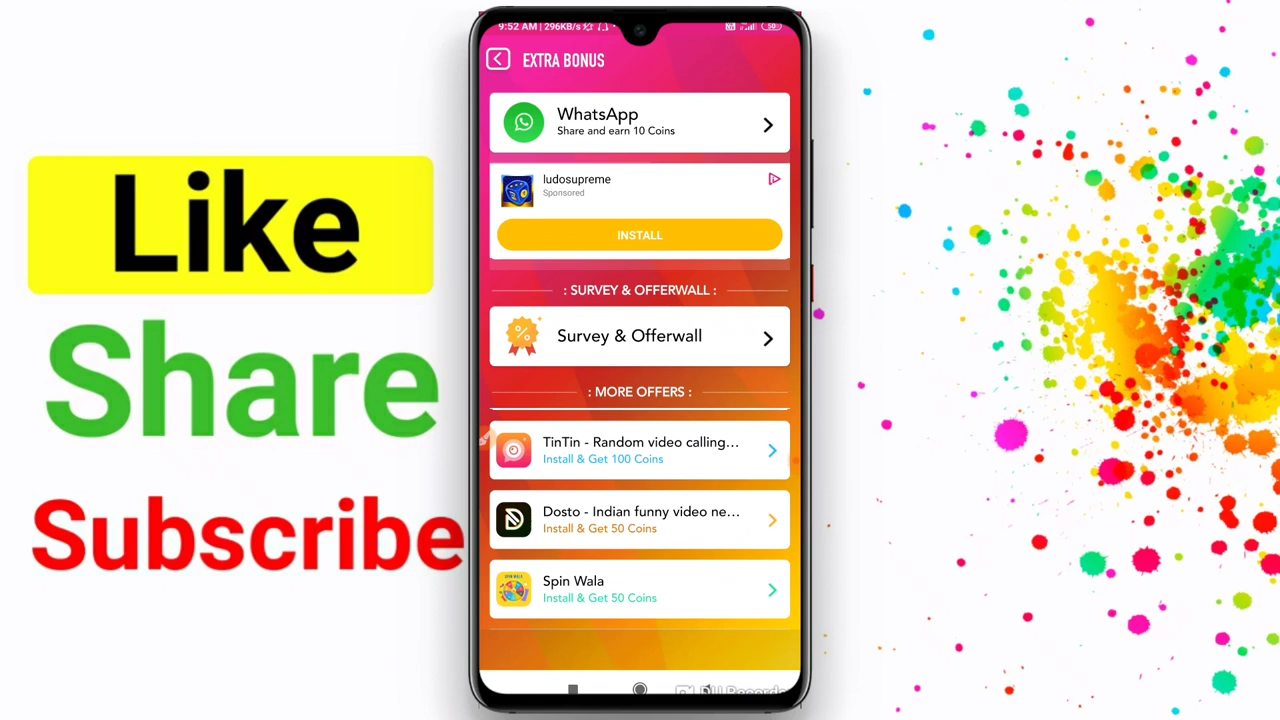 Like
Share
Subscribe
9:52 AM | 296KB/s
50
EXTRA BONUS
WhatsApp
Share and earn 10 Coins
ludosupreme
Sponsored
INSTALL
: SURVEY & OFFERWALL :
Survey & Offerwall
: MORE OFFERS :
TinTin - Random video calling...
Install & Get 100 Coins
Dosto - Indian funny video ne...
Install & Get 50 Coins
Spin Wala
Install & Get 50 Coins